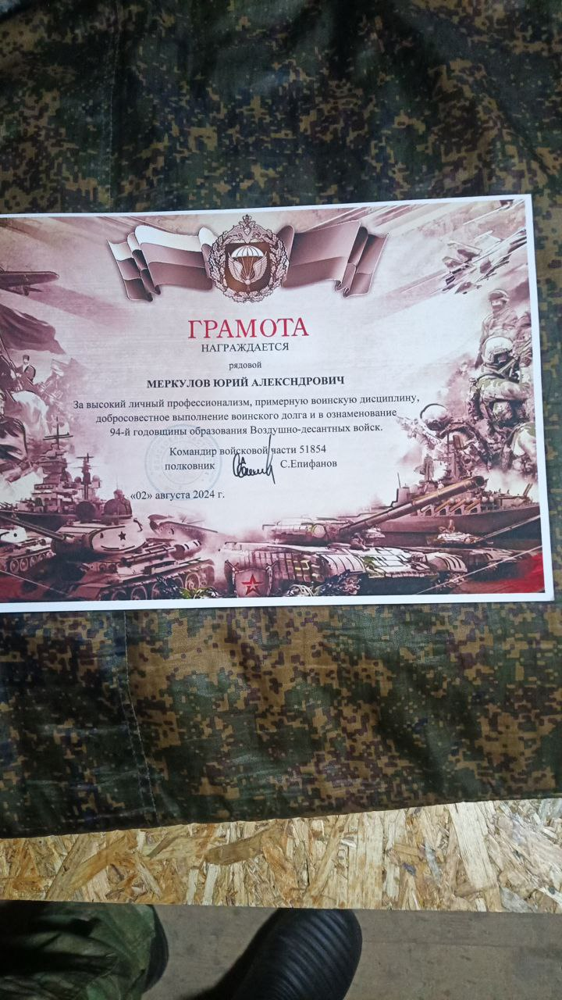 ГРАМОТА
НАГРАЖДАЕТСЯ
рядовой
МЕРКУЛОВ ЮРИЙ АЛЕКСНДРОВИЧ
За высокий личный профессионализм, примерную воинскую дисциплину,
добросовестное выполнение воинского долга и в ознаменование
94-й годовщины образования Воздушно-десантных войск.
Командир войсковой части 51854
полковник С.Епифанов
«02» августа 2024 г.